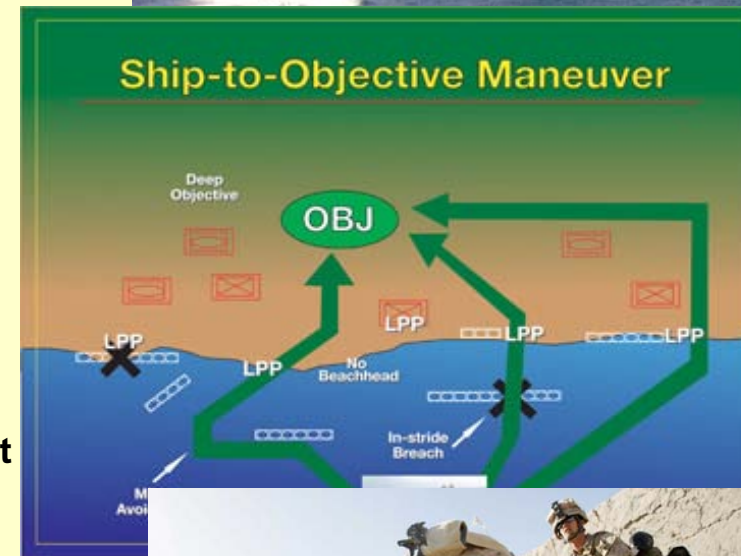 Ship-to-Objective Maneuver
Deep
Objective
OBJ
LPP
LPP
LPP
LPP
LPP
No
Beachhead
In-stride
Breach
t